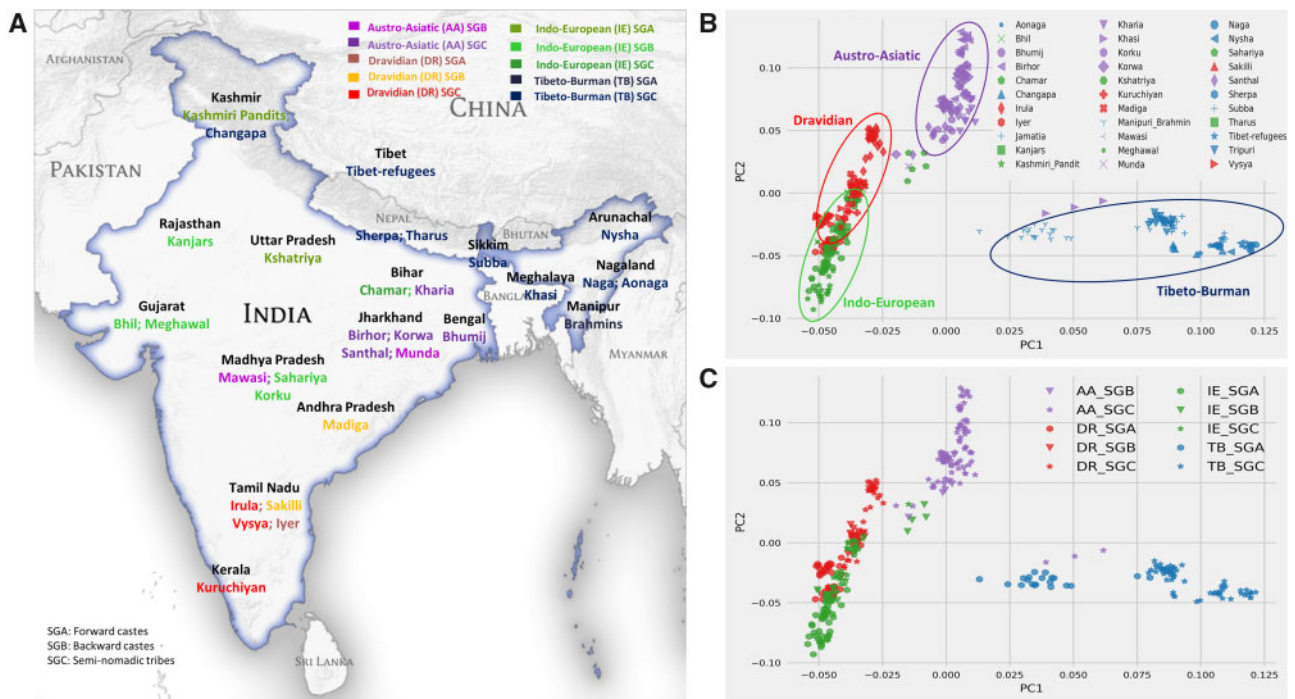 A
Austro-Asiatic (AA) SGB
Austro-Asiatic (AA) SGC
Dravidian (DR) SGA
Dravidian (DR) SGB
Dravidian (DR) SGC
Indo-European (IE) SGA
Indo-European (IE) SGB
Indo-European (IE) SGC
Tibeto-Burman (TB) SGA
Tibeto-Burman (TB) SGC
AFGHANISTAN
CHINA
PAKISTAN
Kashmir
Kashmiri Pandits
Changapa
Tibet
Tibet-refugees
NEPAL
Sherpa; Tharus
Sikkim
Subba
BHUTAN
Arunachal
Nysha
Rajasthan
Kanjars
Uttar Pradesh
Kshatriya
Bihar
Chamar; Kharia
Meghalaya
Khasi
Nagaland
Naga; Aonaga
Gujarat
Bhil; Meghawal
INDIA
Jharkhand
Birhor; Korwa
Santhal; Munda
Bengal
Bhumij
Manipur
Brahmins
MYANMAR
Madhya Pradesh
Mawasi; Sahariya
Korku
Andhra Pradesh
Madiga
Tamil Nadu
Irula; Sakilli
Vysya; Iyer
Kerala
Kuruchiyan
SRI LANKA
SGA: Forward castes
SGB: Backward castes
SGC: Semi-nomadic tribes
B
Austro-Asiatic
Dravidian
Indo-European
Tibeto-Burman
Aonaga
Bhil
Bhumij
Birhor
Chamar
Changapa
Irula
Iyer
Jamatia
Kanjars
Kashmiri_Pandit
Kharia
Khasi
Korku
Korwa
Kshatriya
Kuruchiyan
Madiga
Manipuri_Brahmin
Mawasi
Meghawal
Munda
Naga
Nysha
Sahariya
Sakilli
Santhal
Sherpa
Subba
Tharus
Tibet-refugees
Tripuri
Vysya
PC2
0.10
0.05
0.00
−0.05
−0.10
−0.050
−0.025
0.000
0.025
0.050
0.075
0.100
0.125
PC1
C
AA_SGB
AA_SGC
DR_SGA
DR_SGB
DR_SGC
IE_SGA
IE_SGB
IE_SGC
TB_SGA
TB_SGC
PC2
0.10
0.05
0.00
−0.05
−0.10
−0.050
−0.025
0.000
0.025
0.050
0.075
0.100
0.125
PC1